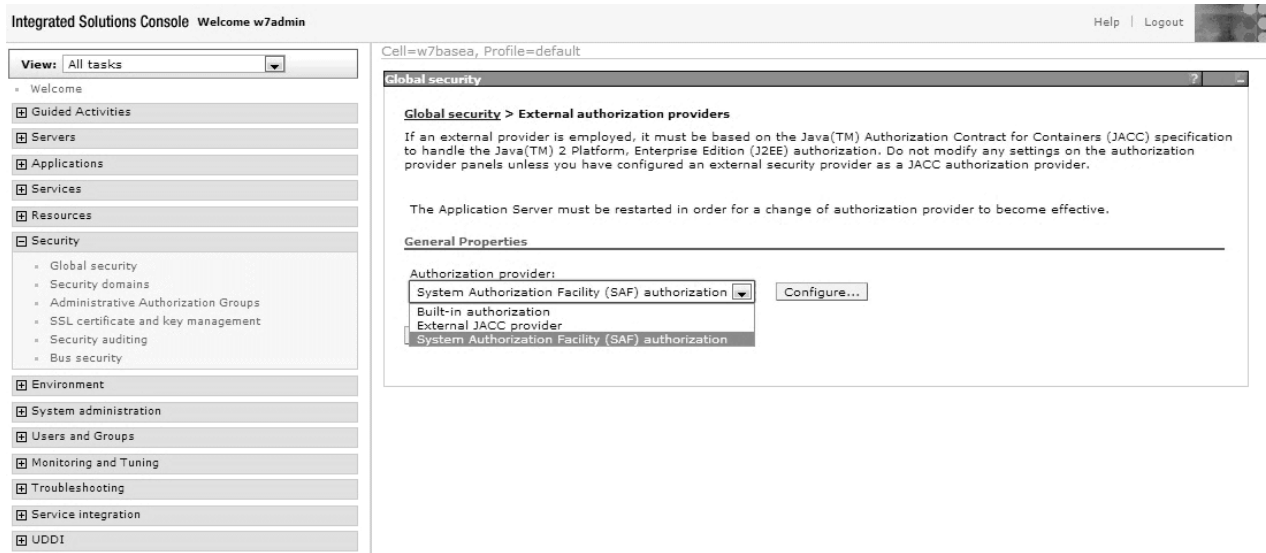 Integrated Solutions Console Welcome w7admin
Help | Logout
View: All tasks
Welcome
Guided Activities
Servers
Applications
Services
Resources
Security
Global security
Security domains
Administrative Authorization Groups
SSL certificate and key management
Security auditing
Bus security
Environment
System administration
Users and Groups
Monitoring and Tuning
Troubleshooting
Service integration
UDDI
Cell=w7basea, Profile=default
Global security ? -
Global security > External authorization providers
If an external provider is employed, it must be based on the Java(TM) Authorization Contract for Containers (JACC) specification
to handle the Java(TM) 2 Platform, Enterprise Edition (J2EE) authorization. Do not modify any settings on the authorization
provider panels unless you have configured an external security provider as a JACC authorization provider.
The Application Server must be restarted in order for a change of authorization provider to become effective.
General Properties
Authorization provider:
System Authorization Facility (SAF) authorization
Configure...
Built-in authorization
External JACC provider
System Authorization Facility (SAF) authorization